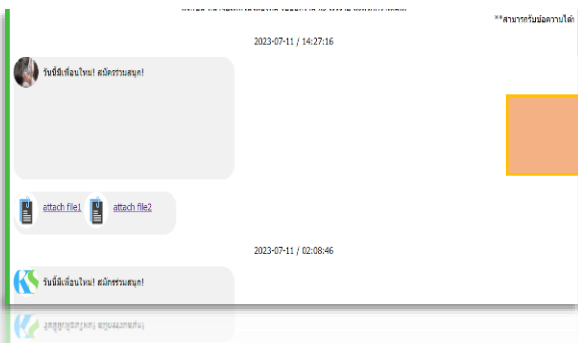 **สามารถรับข้อความได้
2023-07-11 / 14:27:16
วันนี้มีเพื่อนใหม่! สมัครร่วมสนุก!
attach file1 attach file2
2023-07-11 / 02:08:46
วันนี้มีเพื่อนใหม่! สมัครร่วมสนุก!